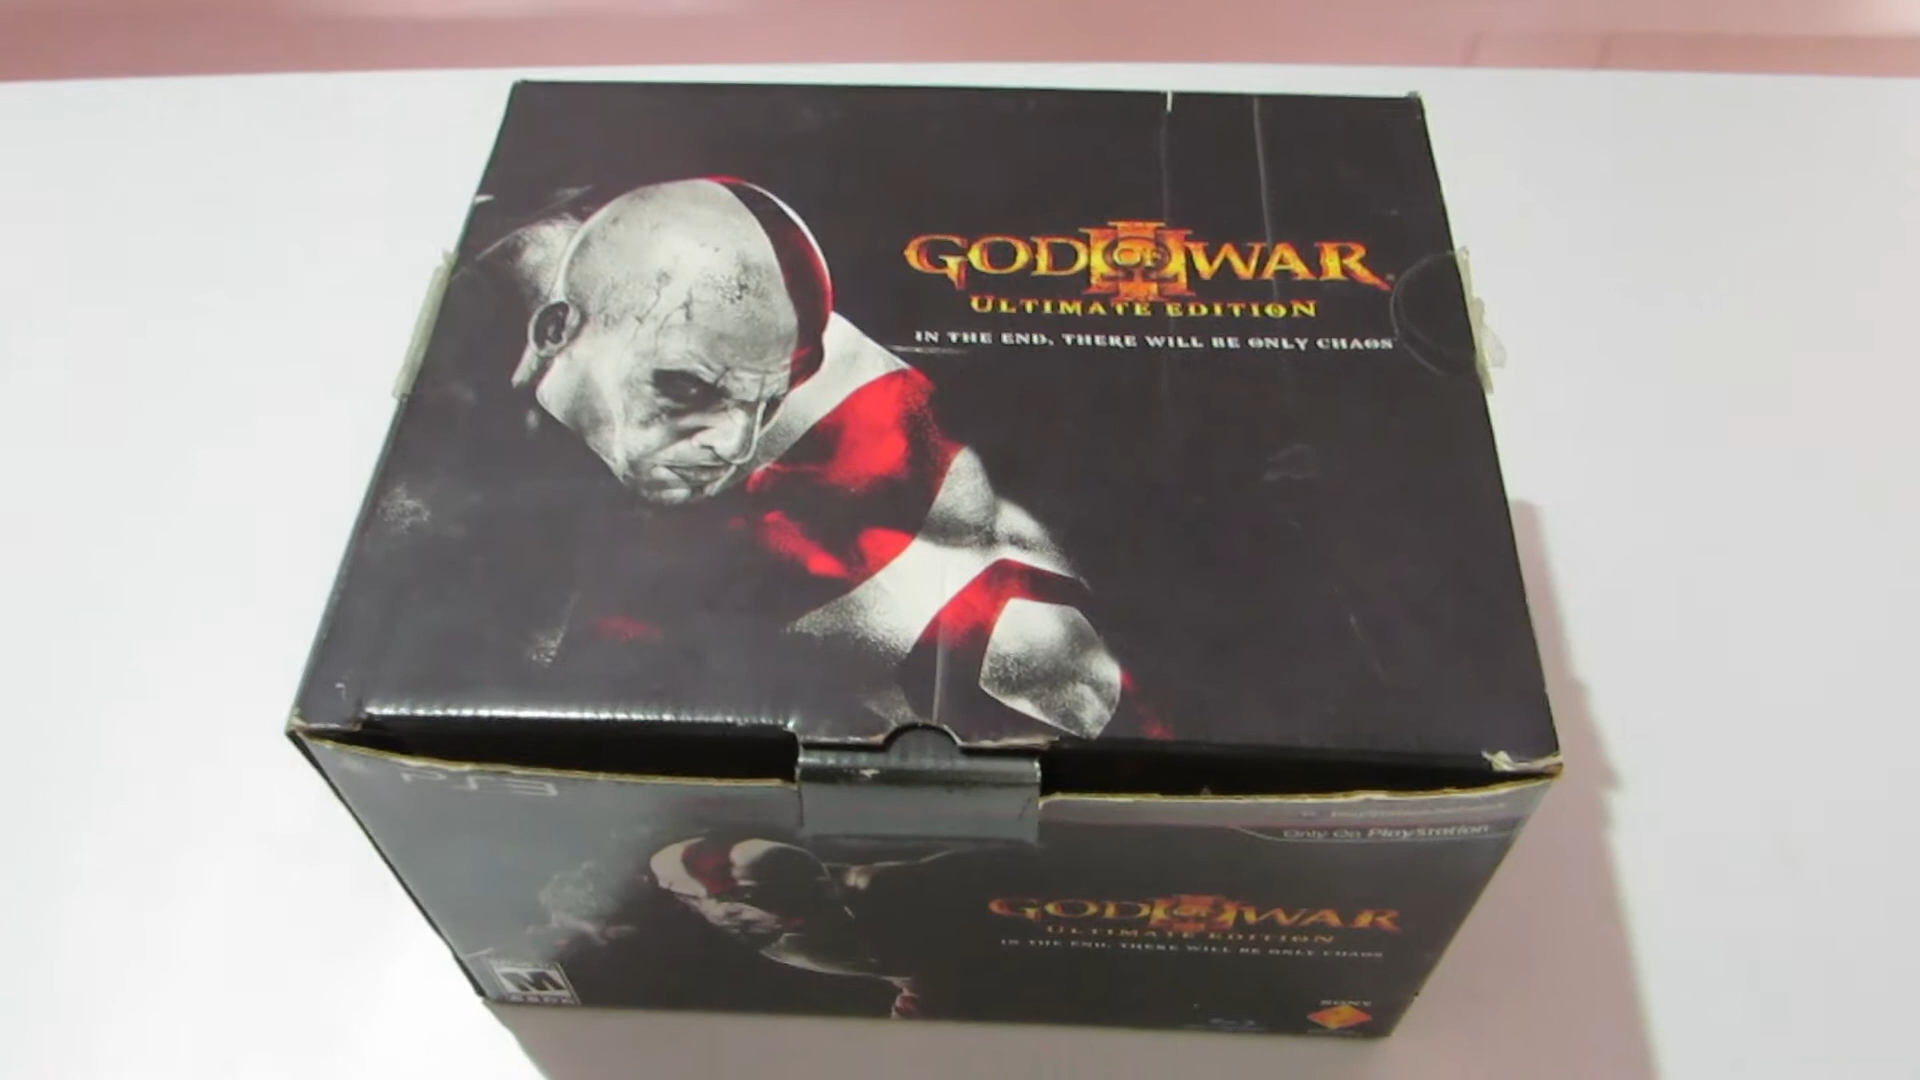 GOD OF WAR III
ULTIMATE EDITION
IN THE END, THERE WILL BE ONLY CHAOS
PS3
Only On PlayStation
GOD OF WAR III
ULTIMATE EDITION
IN THE END, THERE WILL BE ONLY CHAOS
M
SONY